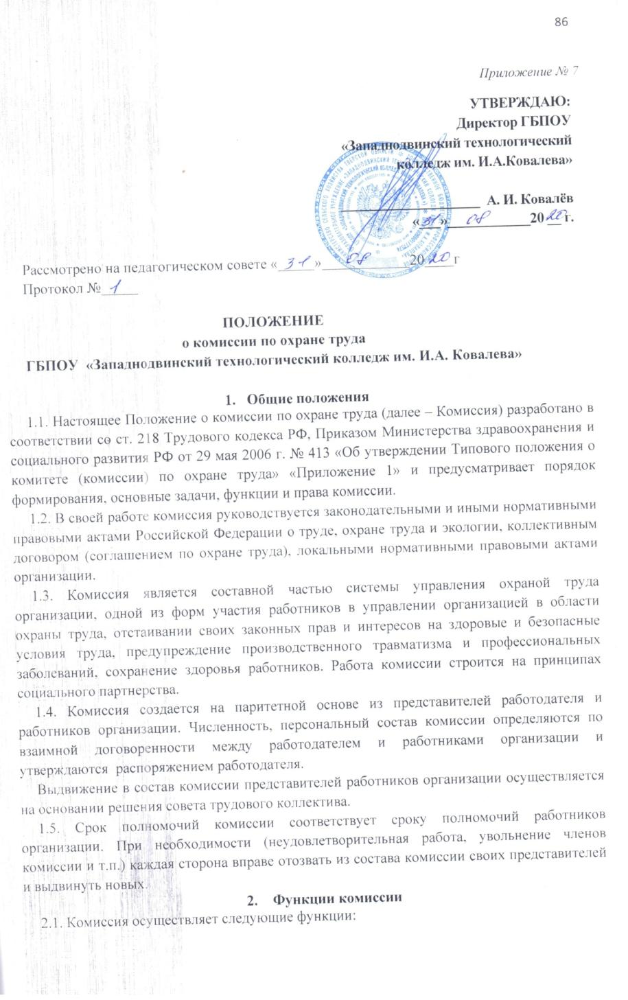 86
Приложение № 7
УТВЕРЖДАЮ:
Директор ГБПОУ
«Западнодвинский технологический
колледж им. И.А.Ковалева»
А. И. Ковалёв
«31» 08 2020 г.
Рассмотрено на педагогическом совете «31» 08 2020 г
Протокол № 1
ПОЛОЖЕНИЕ
о комиссии по охране труда
ГБПОУ «Западнодвинский технологический колледж им. И.А. Ковалева»
1. Общие положения
1.1. Настоящее Положение о комиссии по охране труда (далее – Комиссия) разработано в
соответствии со ст. 218 Трудового кодекса РФ, Приказом Министерства здравоохранения и
социального развития РФ от 29 мая 2006 г. № 413 «Об утверждении Типового положения о
комитете (комиссии) по охране труда» «Приложение 1» и предусматривает порядок
формирования, основные задачи, функции и права комиссии.
1.2. В своей работе комиссия руководствуется законодательными и иными нормативными
правовыми актами Российской Федерации о труде, охране труда и экологии, коллективным
договором (соглашением по охране труда), локальными нормативными правовыми актами
организации.
1.3. Комиссия является составной частью системы управления охраной труда
организации, одной из форм участия работников в управлении организацией в области
охраны труда, отстаивании своих законных прав и интересов на здоровые и безопасные
условия труда, предупреждение производственного травматизма и профессиональных
заболеваний, сохранение здоровья работников. Работа комиссии строится на принципах
социального партнерства.
1.4. Комиссия создается на паритетной основе из представителей работодателя и
работников организации. Численность, персональный состав комиссии определяются по
взаимной договоренности между работодателем и работниками организации и
утверждаются распоряжением работодателя.
Выдвижение в состав комиссии представителей работников организации осуществляется
на основании решения совета трудового коллектива.
1.5. Срок полномочий комиссии соответствует сроку полномочий работников
организации. При необходимости (неудовлетворительная работа, увольнение членов
комиссии и т.п.) каждая сторона вправе отозвать из состава комиссии своих представителей
и выдвинуть новых.
2. Функции комиссии
2.1. Комиссия осуществляет следующие функции: